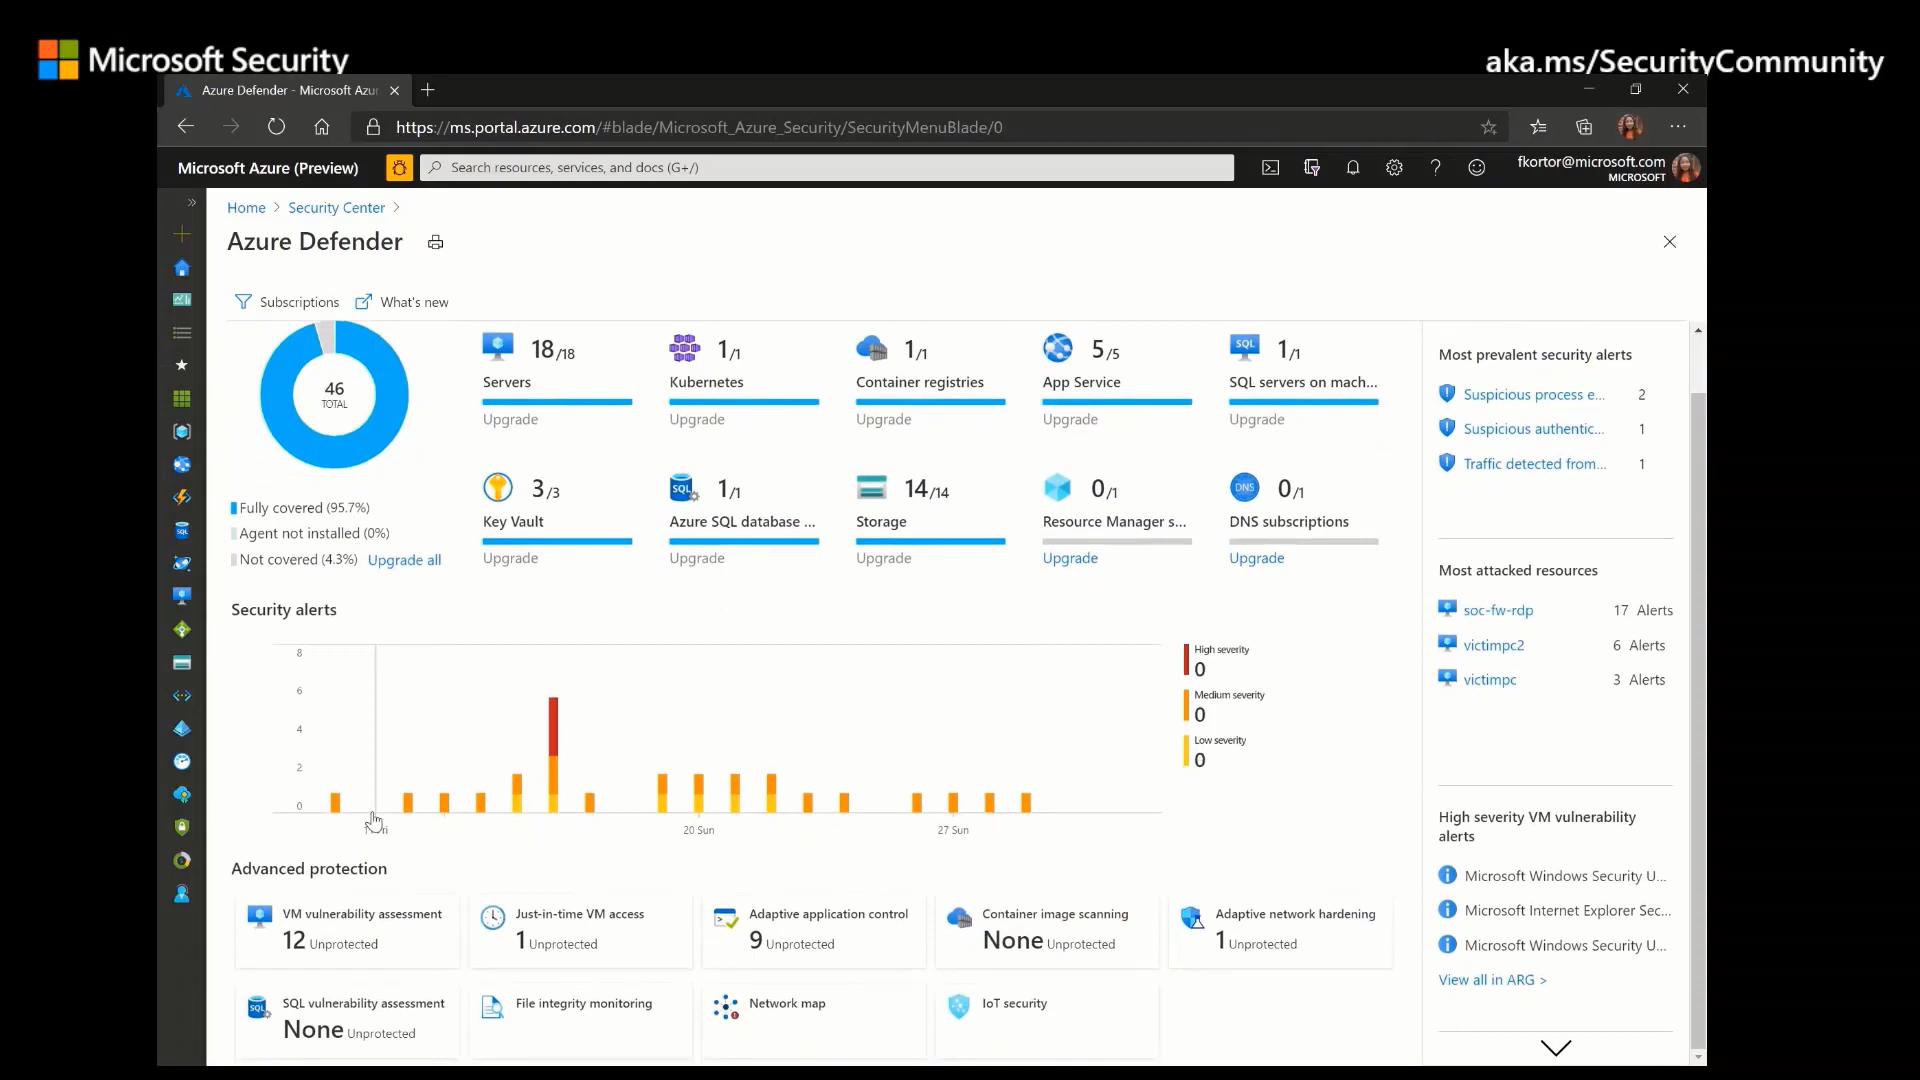 Microsoft Security
aka.ms/SecurityCommunity
Azure Defender - Microsoft Azur
https://ms.portal.azure.com/#blade/Microsoft_Azure_Security/SecurityMenuBlade/0
Microsoft Azure (Preview)
Search resources, services, and docs (G+/)
fkortor@microsoft.com
MICROSOFT
Home > Security Center >
Azure Defender
Subscriptions
What's new
46
TOTAL
Fully covered (95.7%)
Agent not installed (0%)
Not covered (4.3%) Upgrade all
18/18
Servers
Upgrade
1/1
Kubernetes
Upgrade
1/1
Container registries
Upgrade
5/5
App Service
Upgrade
SQL
1/1
SQL servers on mach...
Upgrade
3/3
Key Vault
Upgrade
SQL
1/1
Azure SQL database ...
Upgrade
14/14
Storage
Upgrade
0/1
Resource Manager s...
Upgrade
DNS
0/1
DNS subscriptions
Upgrade
Security alerts
8
6
4
2
0
20 Sun
27 Sun
High severity
0
Medium severity
0
Low severity
0
Advanced protection
VM vulnerability assessment
12 Unprotected
Just-in-time VM access
1 Unprotected
Adaptive application control
9 Unprotected
Container image scanning
None Unprotected
Adaptive network hardening
1 Unprotected
SQL
SQL vulnerability assessment
None Unprotected
File integrity monitoring
Network map
IoT security
Most prevalent security alerts
Suspicious process e... 2
Suspicious authentic... 1
Traffic detected from... 1
Most attacked resources
soc-fw-rdp 17 Alerts
victimpc2 6 Alerts
victimpc 3 Alerts
High severity VM vulnerability
alerts
Microsoft Windows Security U...
Microsoft Internet Explorer Sec...
Microsoft Windows Security U...
View all in ARG >